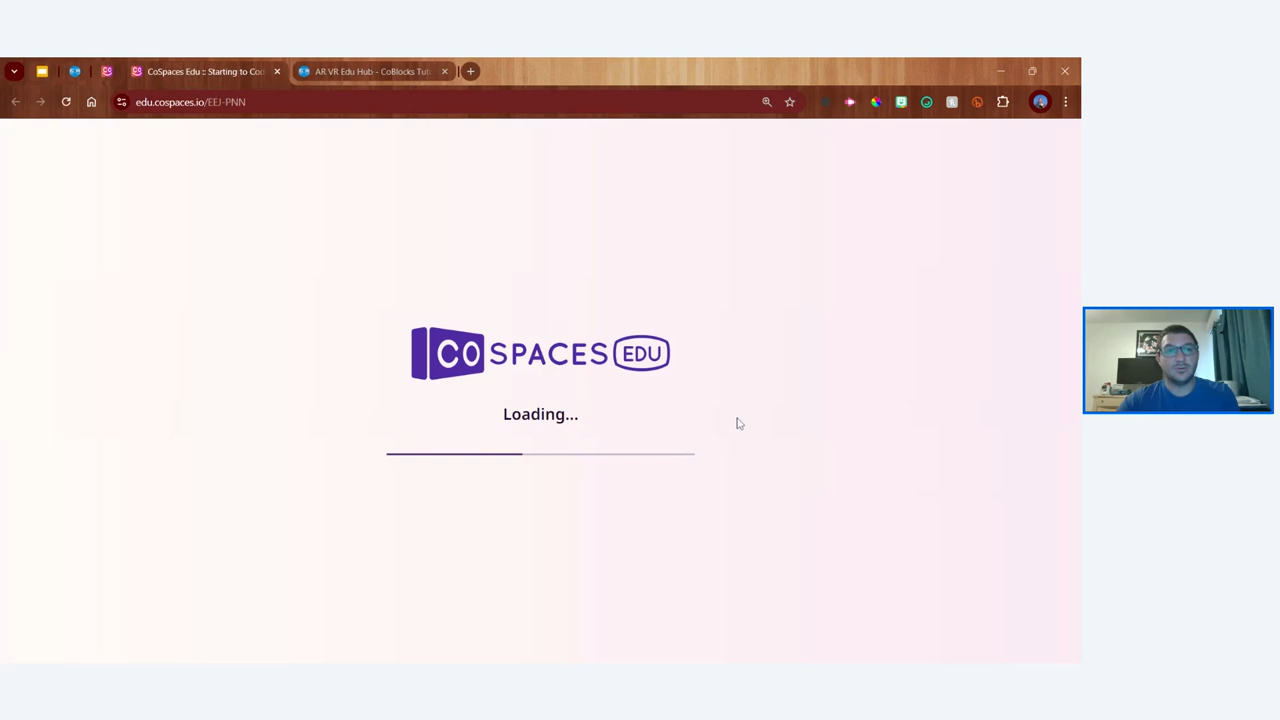 CoSpaces Edu :: Starting to Co
AR VR Edu Hub - CoBlocks Tut
edu.cospaces.io/EEJ-PNN
CO SPACES EDU
Loading...